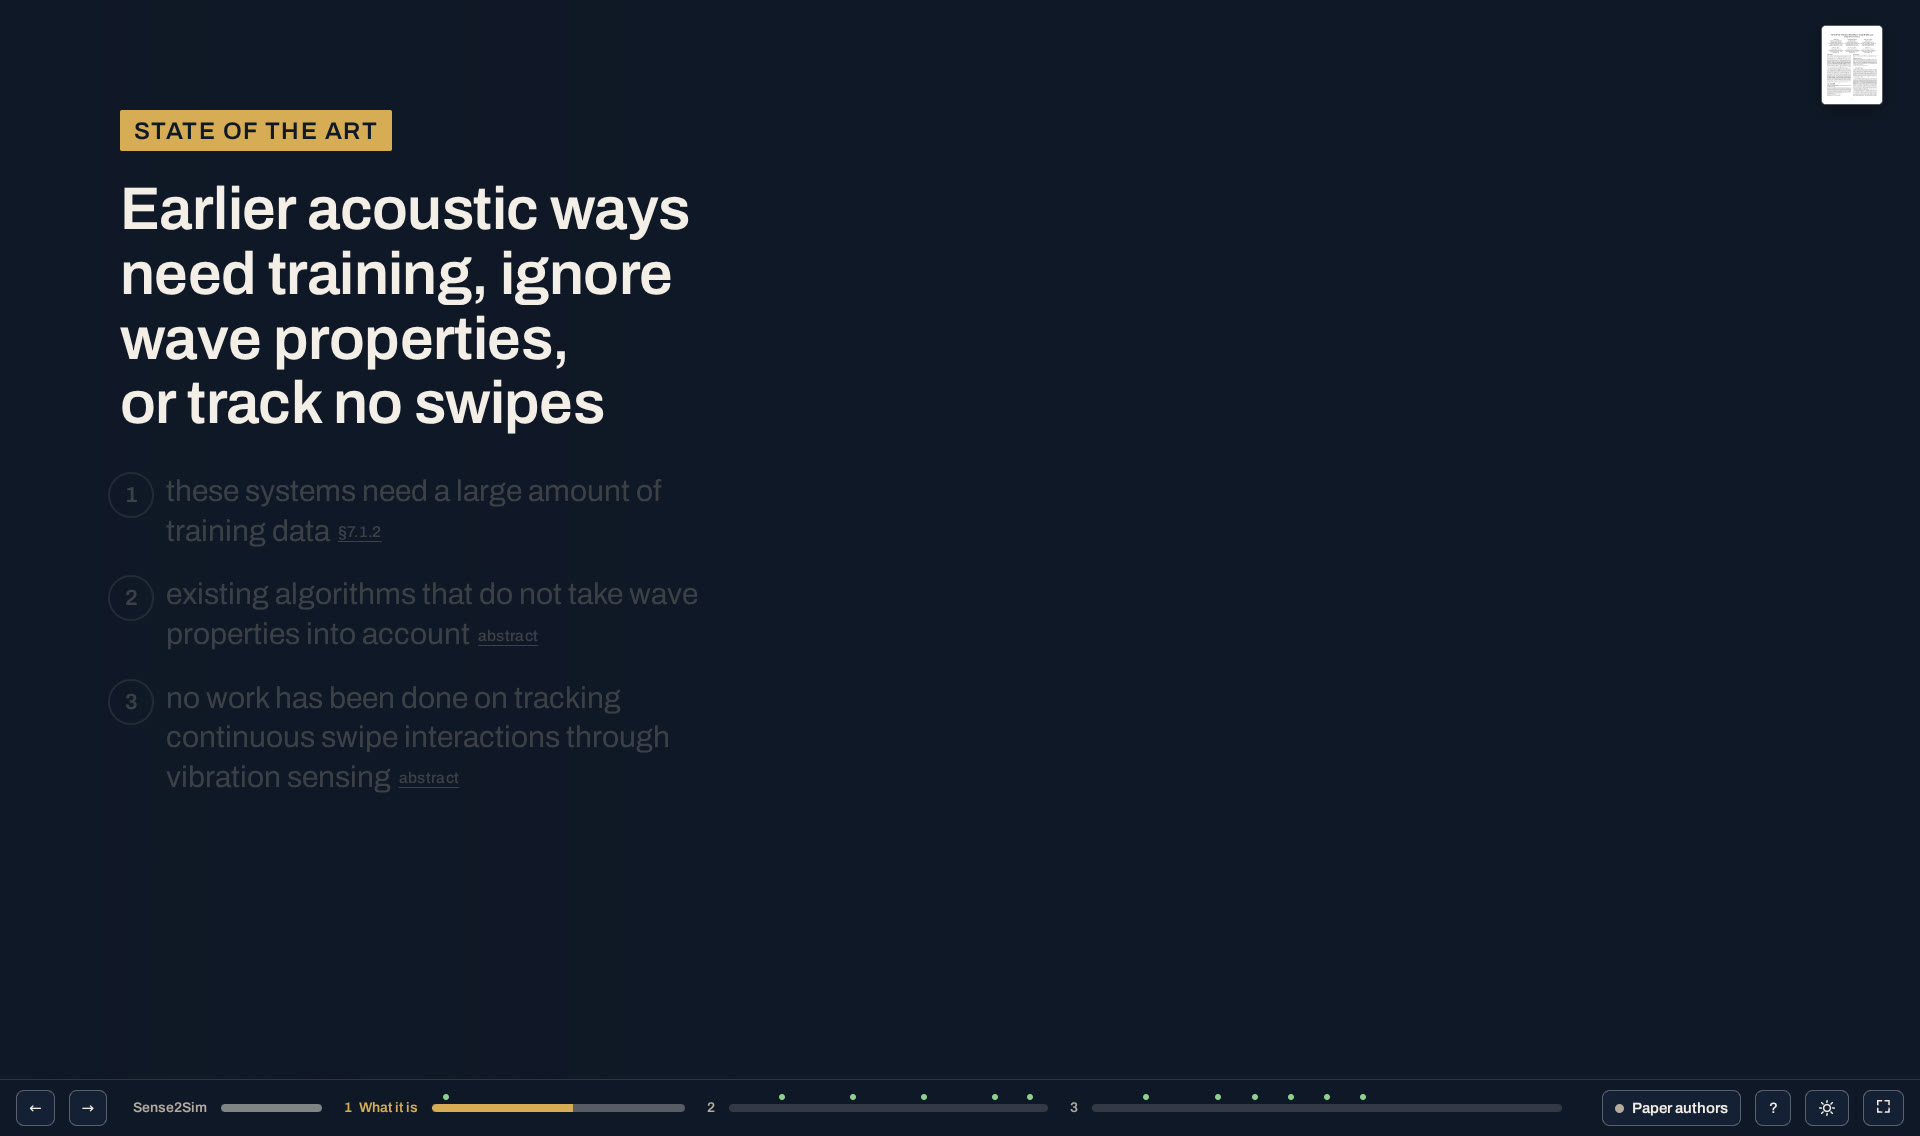 STATE OF THE ART
Earlier acoustic ways
need training, ignore
wave properties,
or track no swipes
1 these systems need a large amount of
training data §7.1.2
2 existing algorithms that do not take wave
properties into account abstract
3 no work has been done on tracking
continuous swipe interactions through
vibration sensing abstract
← → Sense2Sim 1 What it is 2 3 Paper authors ?